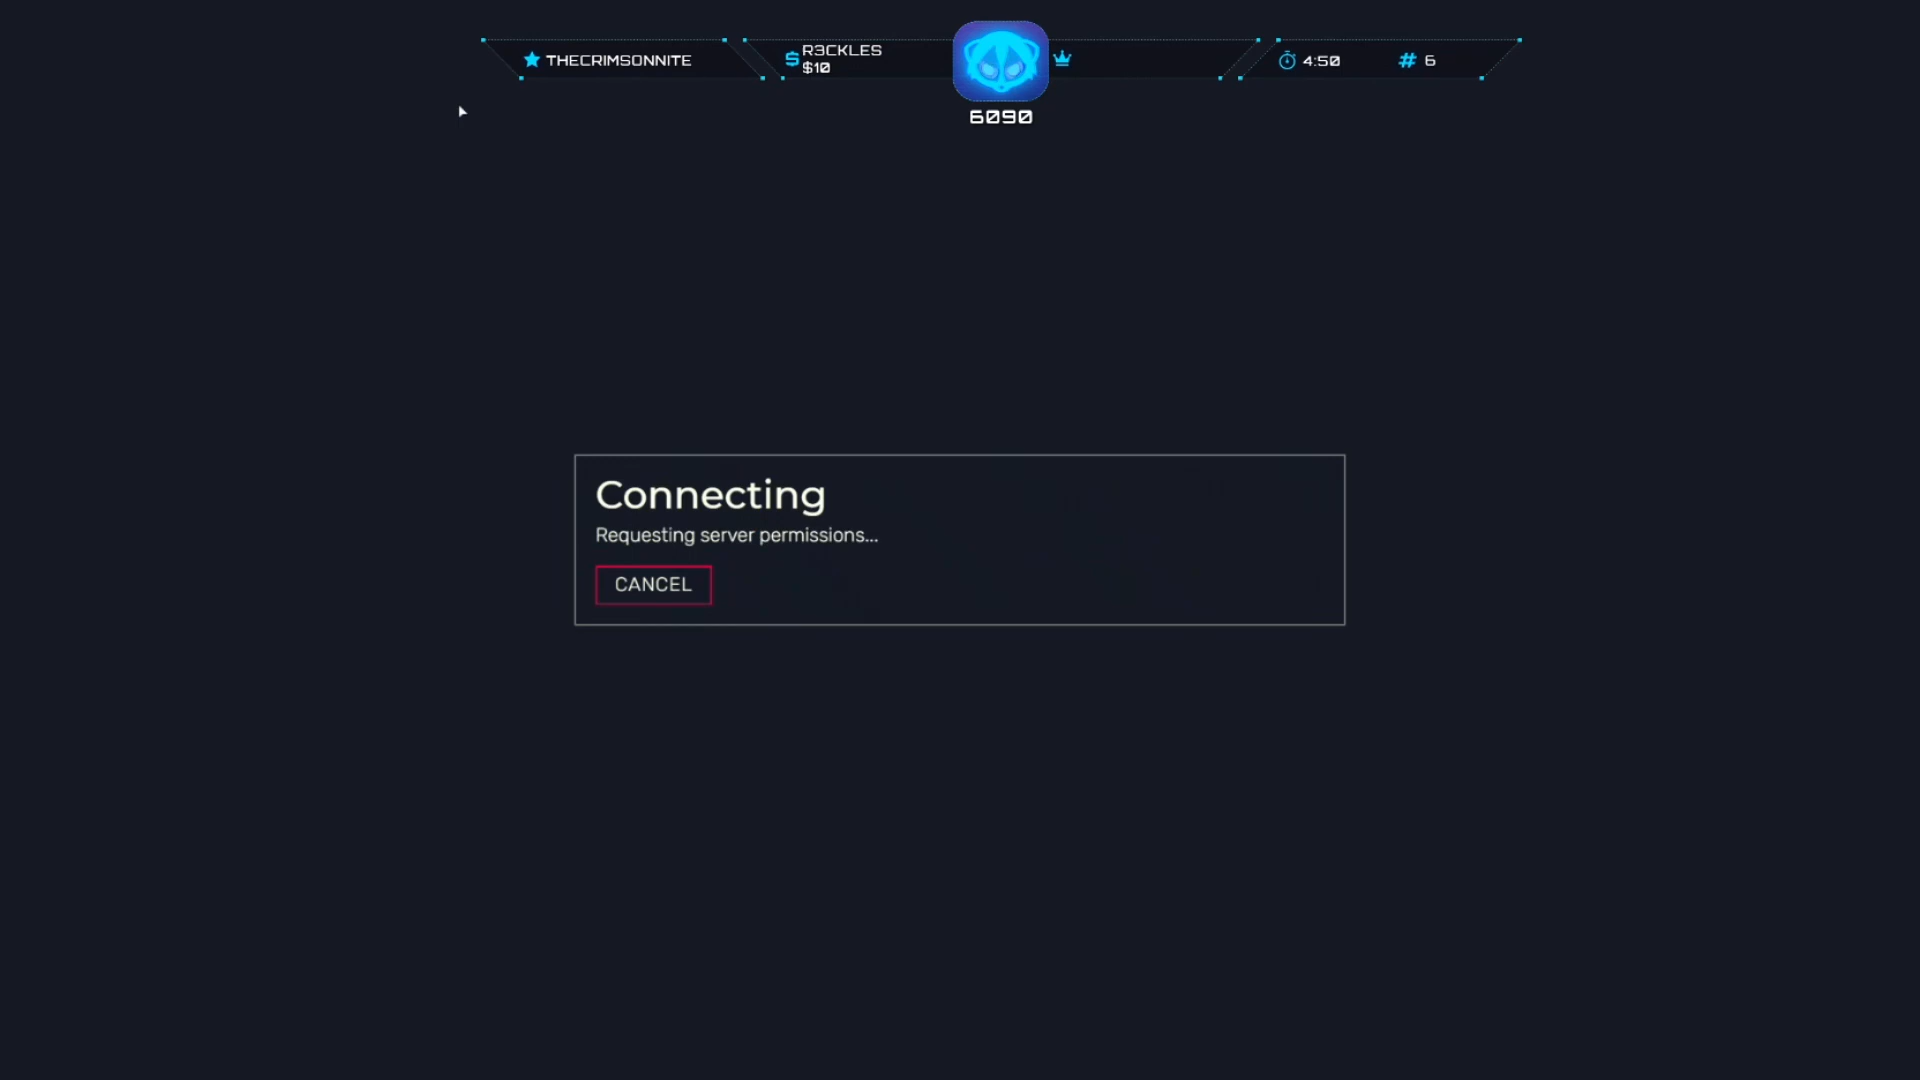 THECRIMSONNITE
R3CKLES
$10
4:50
# 6
6090
Connecting
Requesting server permissions...
CANCEL